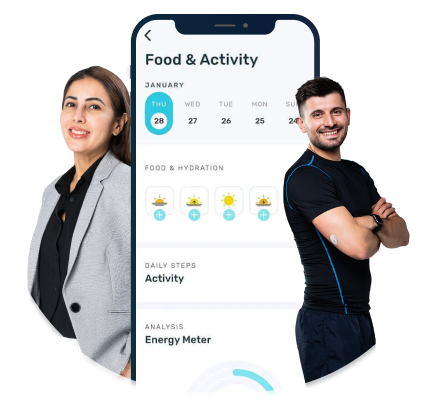 Food & Activity
JANUARY
THU WED TUE MON
28 27 26 25 24
FOOD & HYDRATION
DAILY STEPS
Activity
ANALYSIS
Energy Meter